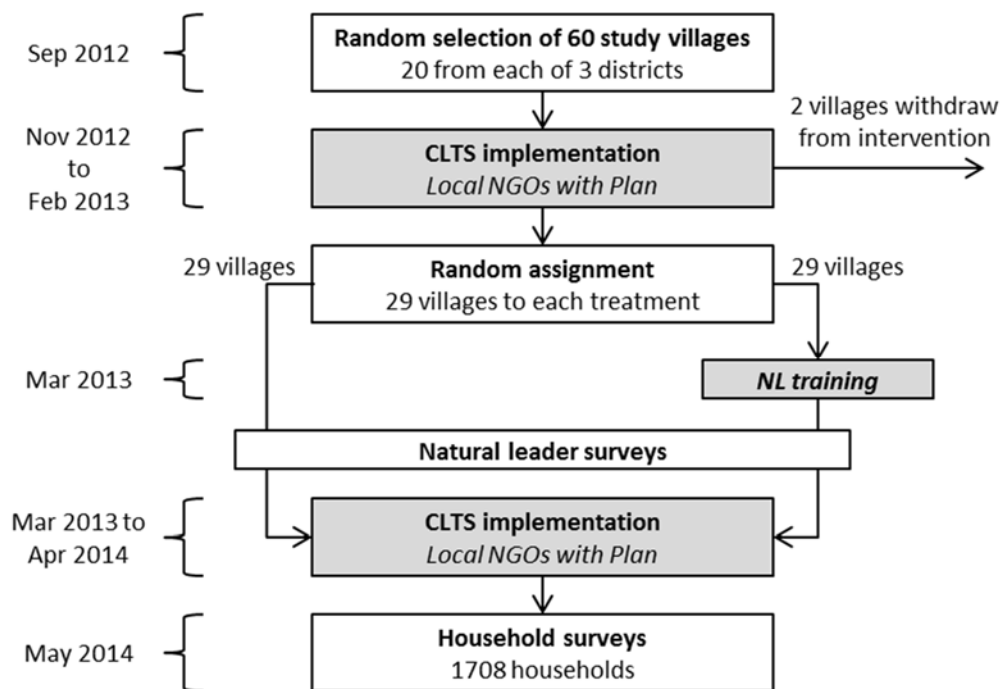 Sep 2012
Random selection of 60 study villages
20 from each of 3 districts
Nov 2012
to
Feb 2013
CLTS implementation
Local NGOs with Plan
2 villages withdraw
from intervention
29 villages
Random assignment
29 villages to each treatment
29 villages
Mar 2013
NL training
Natural leader surveys
Mar 2013 to
Apr 2014
CLTS implementation
Local NGOs with Plan
May 2014
Household surveys
1708 households